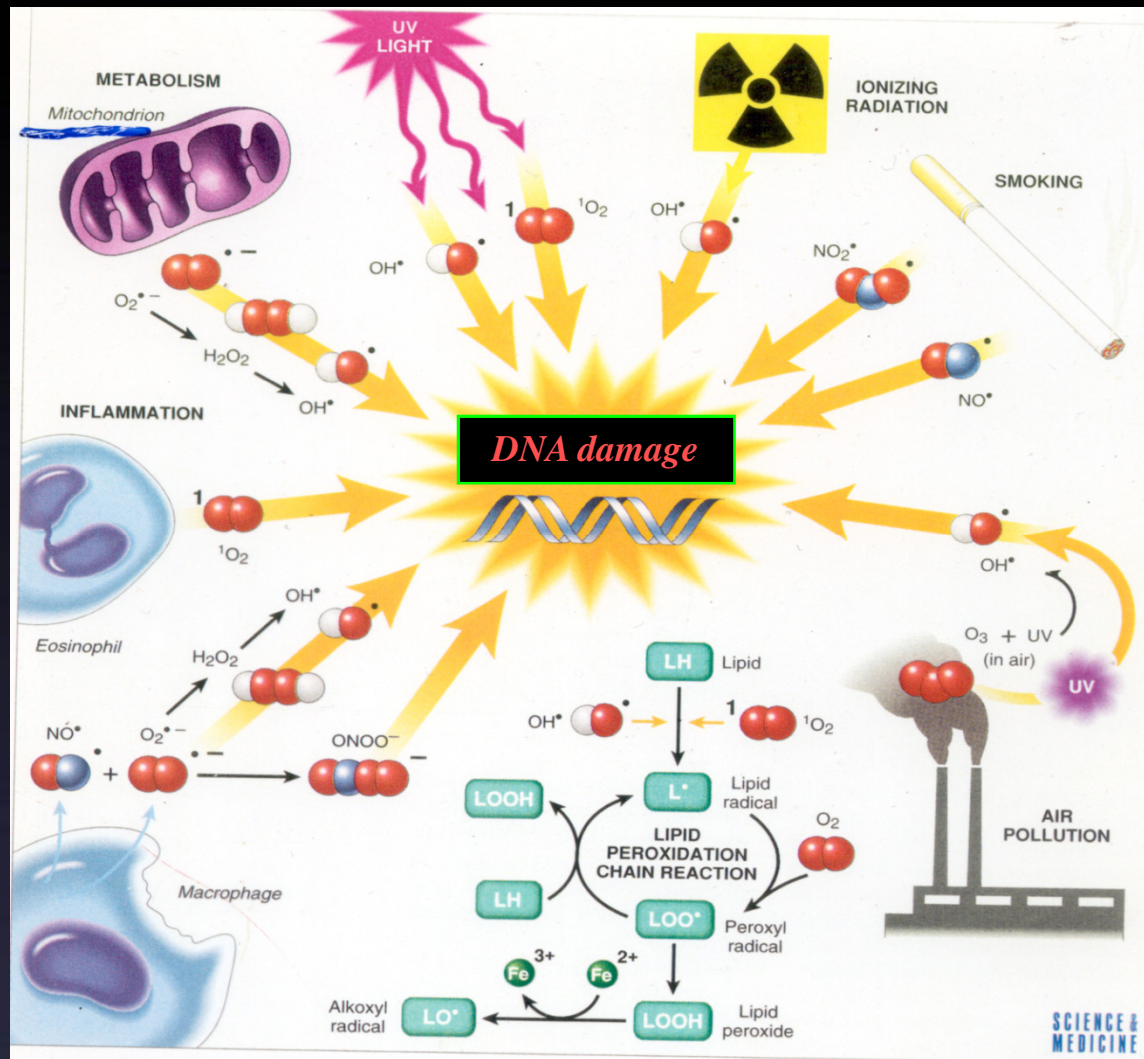 UV
LIGHT
METABOLISM
Mitochondrion
IONIZING
RADIATION
SMOKING
OH•
1
¹O₂
OH•
NO₂•
•
NO•
•
• −
O₂• −
H₂O₂
•
OH•
•
•
INFLAMMATION
DNA damage
1
¹O₂
Eosinophil
OH•
•
H₂O₂
NO•
•
+
O₂• −
• −
ONOO−
−
Macrophage
•
OH•
O₃ + UV
(in air)
UV
AIR
POLLUTION
LH
Lipid
OH•
•
1
¹O₂
L•
Lipid
radical
LOOH
LIPID
PEROXIDATION
CHAIN REACTION
O₂
LH
LOO•
Peroxyl
radical
Fe 3+
Fe 2+
Alkoxyl
radical
LO•
LOOH
Lipid
peroxide
SCIENCE &
MEDICINE